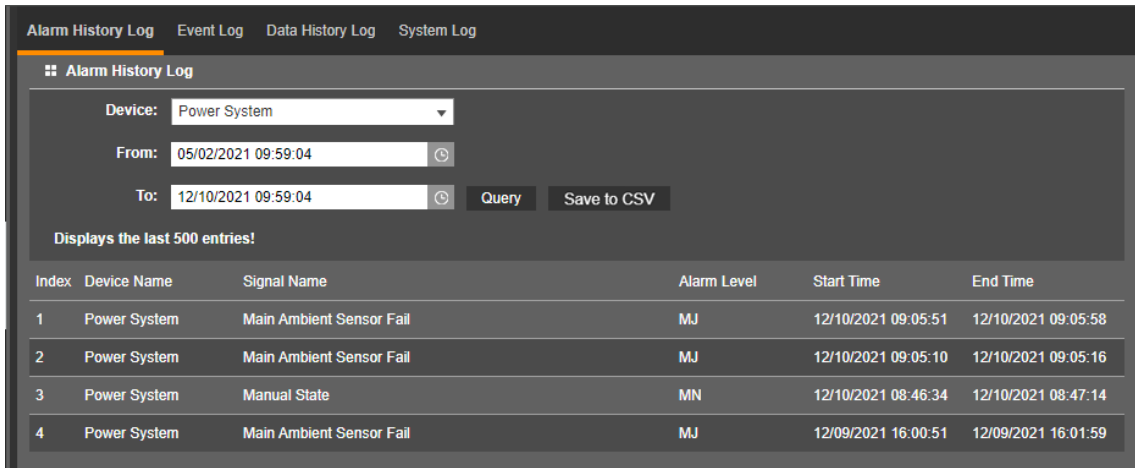 Alarm History Log Event Log Data History Log System Log
Alarm History Log
Device: Power System
From: 05/02/2021 09:59:04
To: 12/10/2021 09:59:04 Query Save to CSV
Displays the last 500 entries!
Index Device Name Signal Name Alarm Level Start Time End Time
1 Power System Main Ambient Sensor Fail MJ 12/10/2021 09:05:51 12/10/2021 09:05:58
2 Power System Main Ambient Sensor Fail MJ 12/10/2021 09:05:10 12/10/2021 09:05:16
3 Power System Manual State MN 12/10/2021 08:46:34 12/10/2021 08:47:14
4 Power System Main Ambient Sensor Fail MJ 12/09/2021 16:00:51 12/09/2021 16:01:59